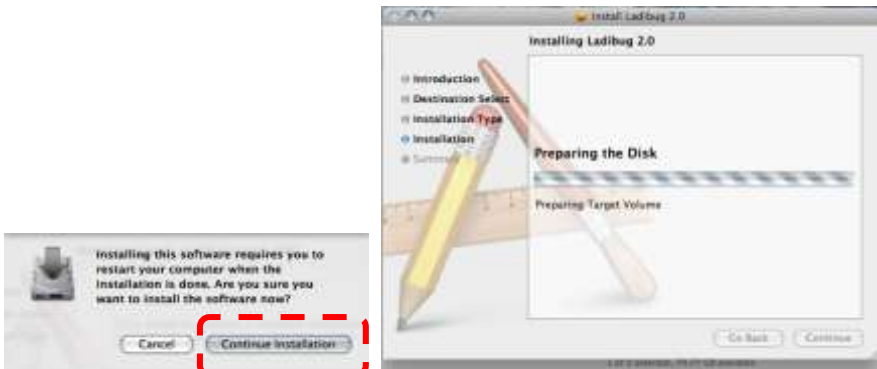 Installing this software requires you to
restart your computer when the
installation is done. Are you sure you
want to install the software now?
Cancel
Continue Installation
Install Ladibug 2.0
Installing Ladibug 2.0
Introduction
Destination Select
Installation Type
Installation
Preparing the Disk
Preparing Target Volume
Go Back
Continue